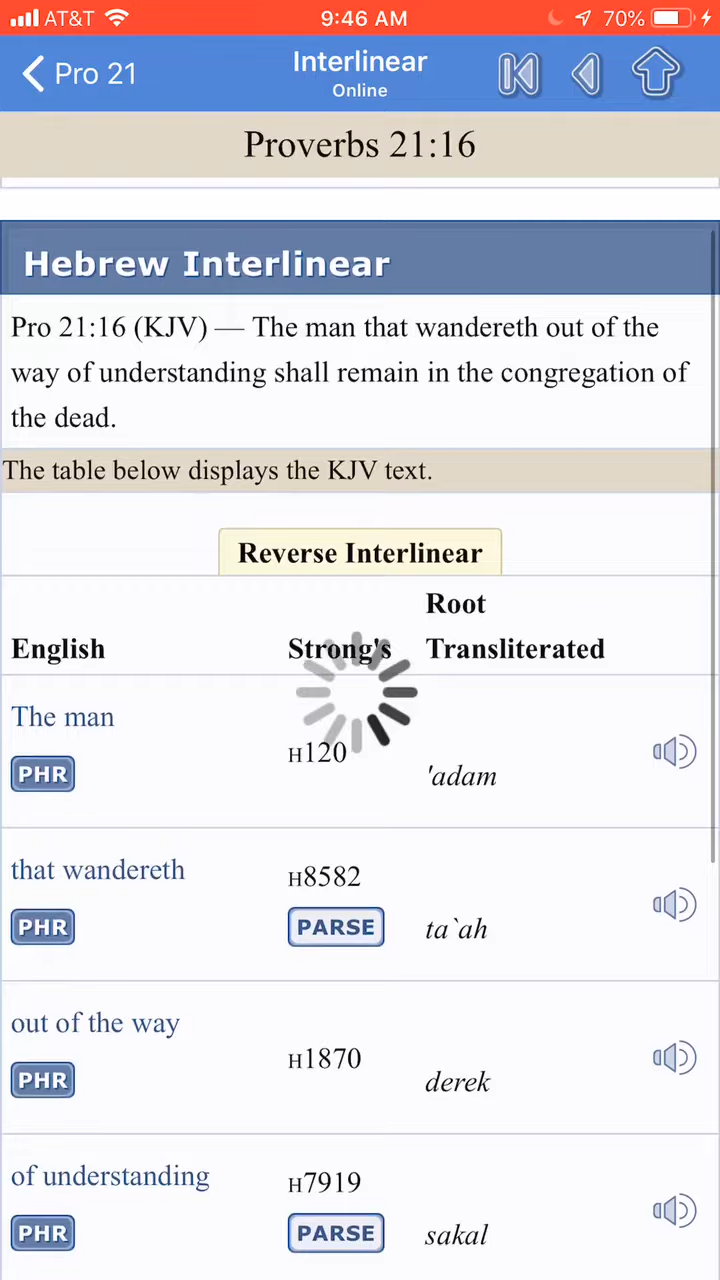 AT&T 9:46 AM 70%
Pro 21 Interlinear
Online
Proverbs 21:16
Hebrew Interlinear
Pro 21:16 (KJV) — The man that wandereth out of the
way of understanding shall remain in the congregation of
the dead.
The table below displays the KJV text.
Reverse Interlinear
English Strong's Root Transliterated
The man
PHR H120 'adam
that wandereth H8582
PHR PARSE ta`ah
out of the way
PHR H1870 derek
of understanding H7919
PHR PARSE sakal